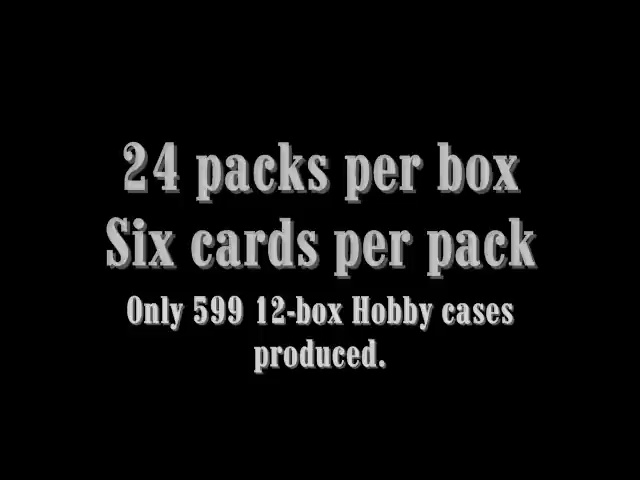 24 packs per box
Six cards per pack
Only 599 12-box Hobby cases
produced.